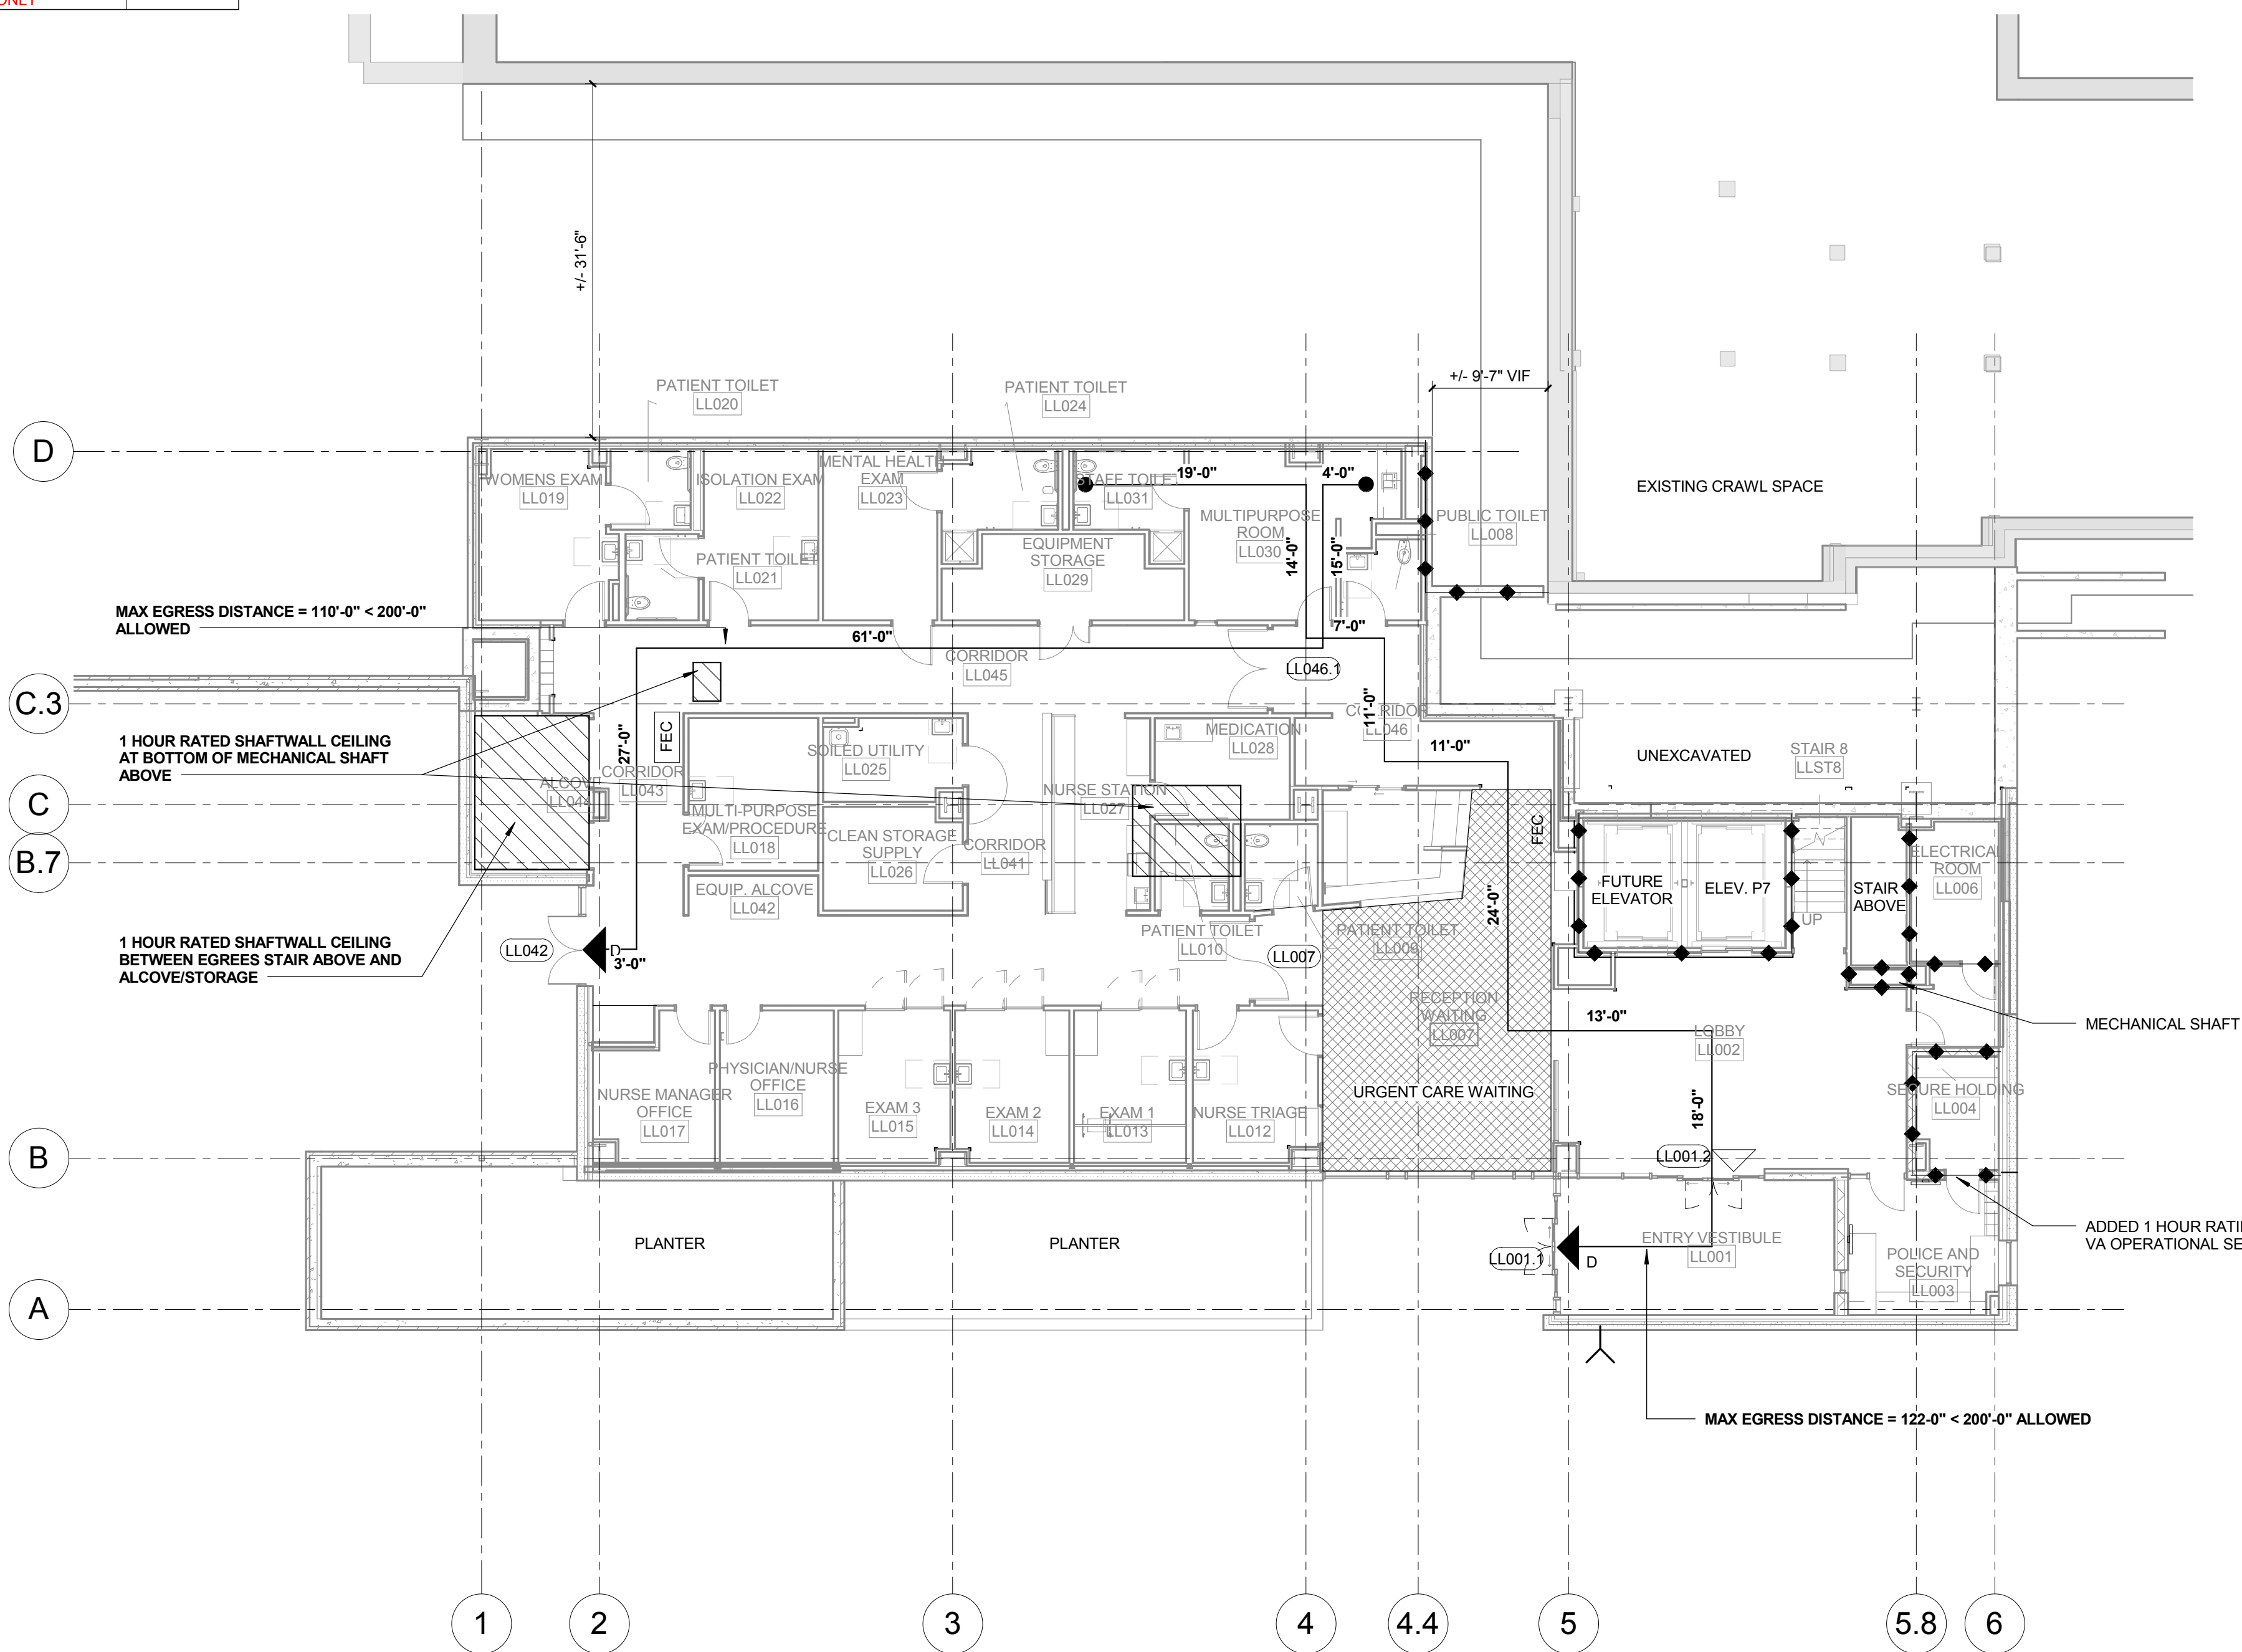 +/- 31'-6"
PATIENT TOILET
LL020
PATIENT TOILET
LL024
+/- 9'-7" VIF
D
WOMENS EXAM
LL019
ISOLATION EXAM
LL022
MENTAL HEALTH
EXAM
LL023
STAFF TOILET
LL031
19'-0"
4'-0"
EXISTING CRAWL SPACE
PATIENT TOILET
LL021
EQUIPMENT
STORAGE
LL029
MULTIPURPOSE
ROOM
LL030
14'-0"
15'-0"
PUBLIC TOILET
LL008
MAX EGRESS DISTANCE = 110'-0" < 200'-0"
ALLOWED
61'-0"
7'-0"
CORRIDOR
LL045
LL046.1
C.3
1 HOUR RATED SHAFTWALL CEILING
AT BOTTOM OF MECHANICAL SHAFT
ABOVE
27'-0"
FEC
SOILED UTILITY
LL025
MEDICATION
LL028
11'-0"
CORRIDOR
LL046
11'-0"
UNEXCAVATED
STAIR 8
LLST8
C
ALCOVE
LL044
CORRIDOR
LL043
NURSE STATION
LL027
MULTI-PURPOSE
EXAM/PROCEDURE
LL018
CLEAN STORAGE
SUPPLY
LL026
CORRIDOR
LL041
FEC
B.7
FUTURE
ELEVATOR
ELEV. P7
UP
STAIR
ABOVE
ELECTRICAL
ROOM
LL006
EQUIP. ALCOVE
LL042
24'-0"
1 HOUR RATED SHAFTWALL CEILING
BETWEEN EGREES STAIR ABOVE AND
ALCOVE/STORAGE
LL042
D
3'-0"
PATIENT TOILET
LL010
LL007
PATIENT TOILET
LL009
RECEPTION
WAITING
LL007
13'-0"
LOBBY
LL002
MECHANICAL SHAFT
NURSE MANAGER
OFFICE
LL017
PHYSICIAN/NURSE
OFFICE
LL016
EXAM 3
LL015
EXAM 2
LL014
EXAM 1
LL013
NURSE TRIAGE
LL012
URGENT CARE WAITING
18'-0"
SECURE HOLDING
LL004
B
LL001.2
PLANTER
PLANTER
LL001.1
D
ENTRY VESTIBULE
LL001
POLICE AND
SECURITY
LL003
ADDED 1 HOUR
VA OPERATIONAL
A
MAX EGRESS DISTANCE = 122-0" < 200'-0" ALLOWED
1
2
3
4
4.4
5
5.8
6